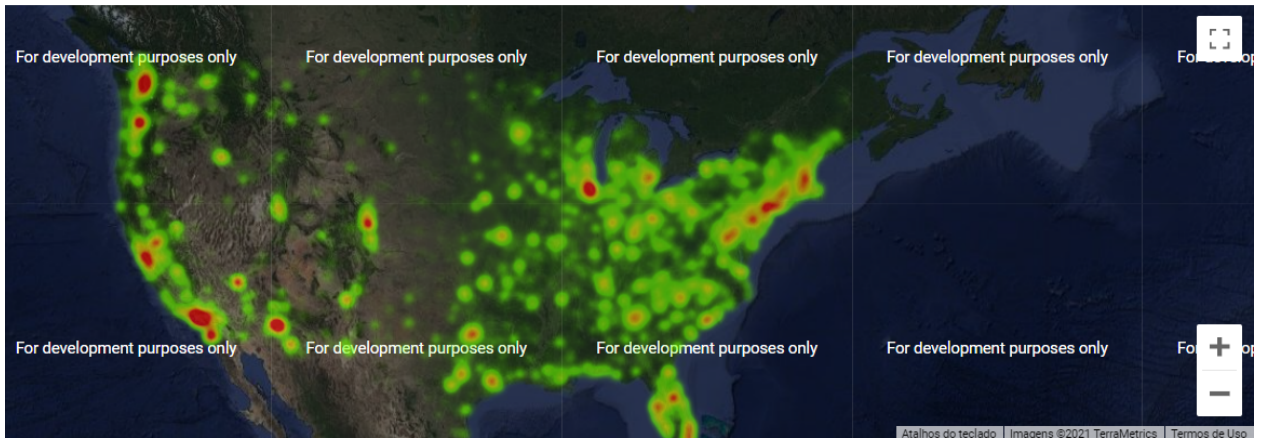 For development purposes only For development purposes only For development purposes only For development purposes only
For development purposes only For development purposes only For development purposes only For development purposes only
Atalhos do teclado Imagens ©2021 TerraMetrics Termos de Uso